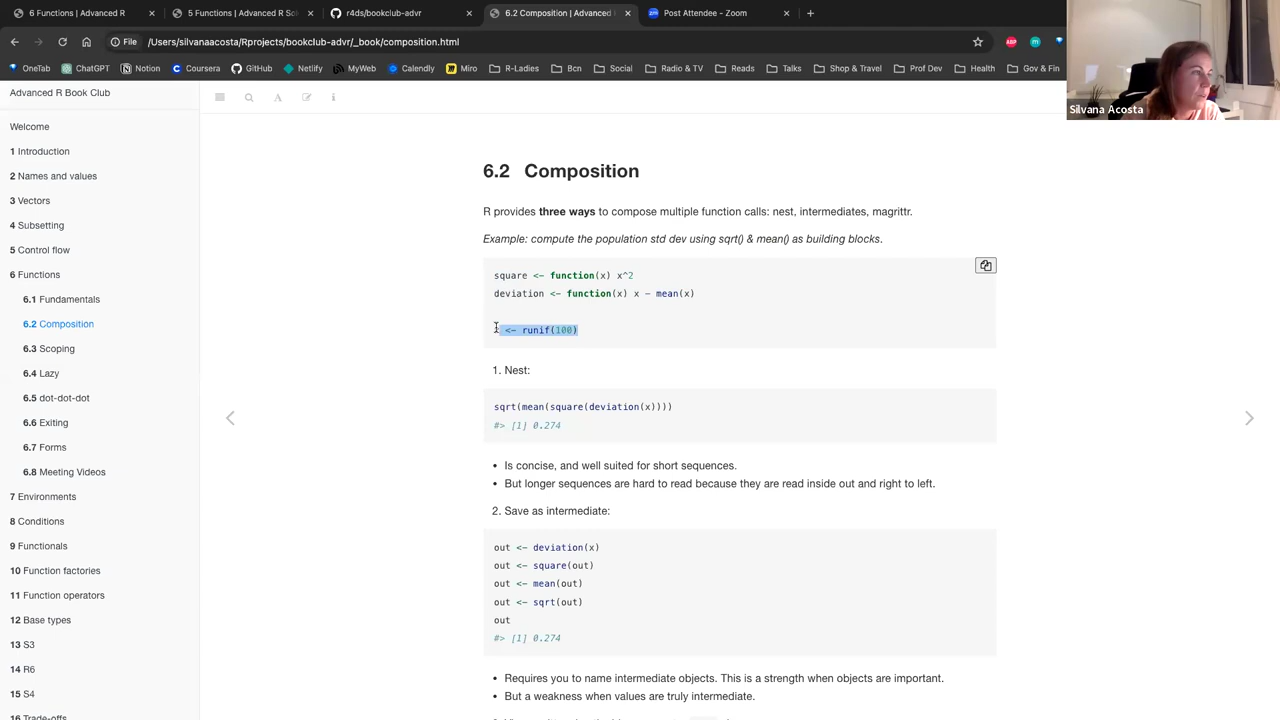 6 Functions | Advanced R
5 Functions | Advanced R Sol
r4ds/bookclub-advr
6.2 Composition | Advanced
Post Attendee - Zoom
File
/Users/silvanaacosta/Rprojects/bookclub-advr/_book/composition.html
OneTab
ChatGPT
Notion
Coursera
GitHub
Netlify
MyWeb
Calendly
Miro
R-Ladies
Bcn
Social
Radio & TV
Reads
Talks
Shop & Travel
Prof Dev
Health
Gov & Fin
Silvana Acosta
Advanced R Book Club
Welcome
1 Introduction
2 Names and values
3 Vectors
4 Subsetting
5 Control flow
6 Functions
6.1 Fundamentals
6.2 Composition
6.3 Scoping
6.4 Lazy
6.5 dot-dot-dot
6.6 Exiting
6.7 Forms
6.8 Meeting Videos
7 Environments
8 Conditions
9 Functionals
10 Function factories
11 Function operators
12 Base types
13 S3
14 R6
15 S4
16 Trade-offs
6.2 Composition
R provides three ways to compose multiple function calls: nest, intermediates, magrittr.
Example: compute the population std dev using sqrt() & mean() as building blocks.
square <- function(x) x^2
deviation <- function(x) x - mean(x)
<- runif(100)
1. Nest:
sqrt(mean(square(deviation(x))))
#> [1] 0.274
• Is concise, and well suited for short sequences.
• But longer sequences are hard to read because they are read inside out and right to left.
2. Save as intermediate:
out <- deviation(x)
out <- square(out)
out <- mean(out)
out <- sqrt(out)
out
#> [1] 0.274
• Requires you to name intermediate objects. This is a strength when objects are important.
• But a weakness when values are truly intermediate.